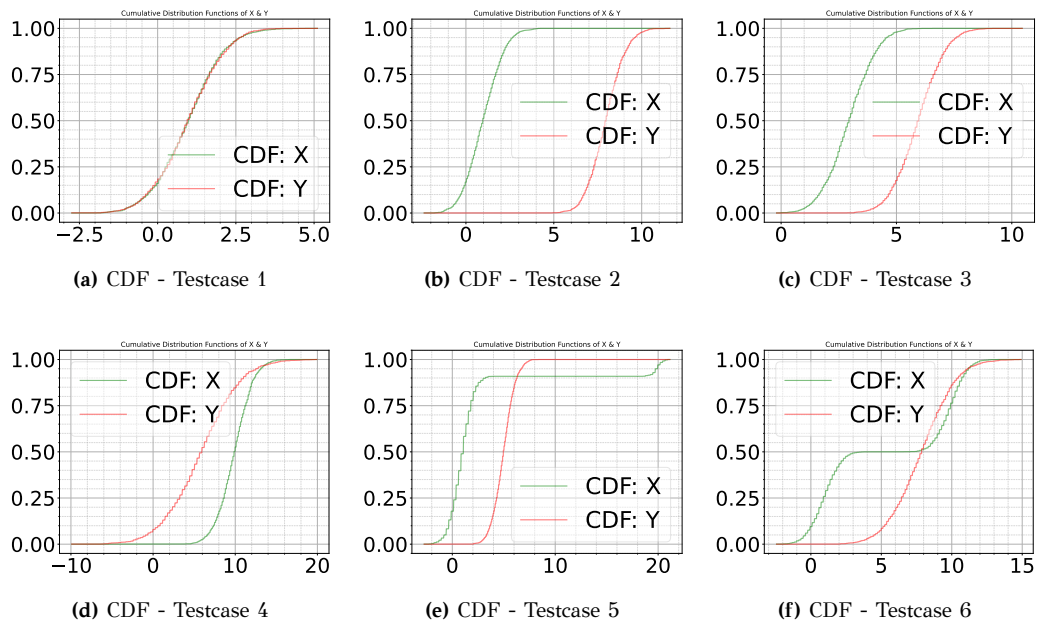 Cumulative Distribution Functions of X & Y
Cumulative Distribution Functions of X & Y
Cumulative Distribution Functions of X & Y
1.00
0.75
0.50
0.25
0.00
CDF: X
CDF: Y
−2.5 0.0 2.5 5.0
1.00
0.75
0.50
0.25
0.00
CDF: X
CDF: Y
0 5 10
1.00
0.75
0.50
0.25
0.00
CDF: X
CDF: Y
0 5 10
(a) CDF - Testcase 1
(b) CDF - Testcase 2
(c) CDF - Testcase 3
Cumulative Distribution Functions of X & Y
Cumulative Distribution Functions of X & Y
Cumulative Distribution Functions of X & Y
1.00
0.75
0.50
0.25
0.00
CDF: X
CDF: Y
−10 0 10 20
1.00
0.75
0.50
0.25
0.00
CDF: X
CDF: Y
0 10 20
1.00
0.75
0.50
0.25
0.00
CDF: X
CDF: Y
0 5 10 15
(d) CDF - Testcase 4
(e) CDF - Testcase 5
(f) CDF - Testcase 6